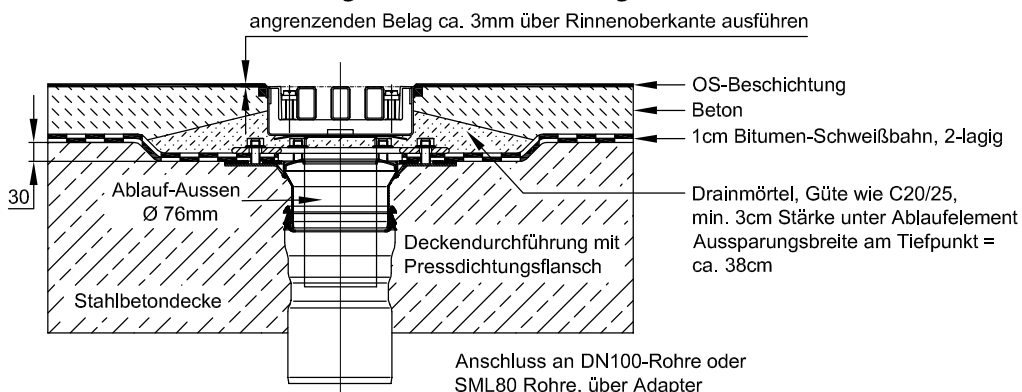 angrenzenden Belag ca. 3mm über Rinnenoberkante ausführen
OS-Beschichtung
Beton
1cm Bitumen-Schweißbahn, 2-lagig
30
Ablauf-Aussen
Ø 76mm
Drainmörtel, Güte wie C20/25,
min. 3cm Stärke unter Ablaufelement
Aussparungsbreite am Tiefpunkt =
ca. 38cm
Deckendurchführung mit
Pressdichtungsflansch
Stahlbetondecke
Anschluss an DN100-Rohre oder
SML80 Rohre, über Adapter